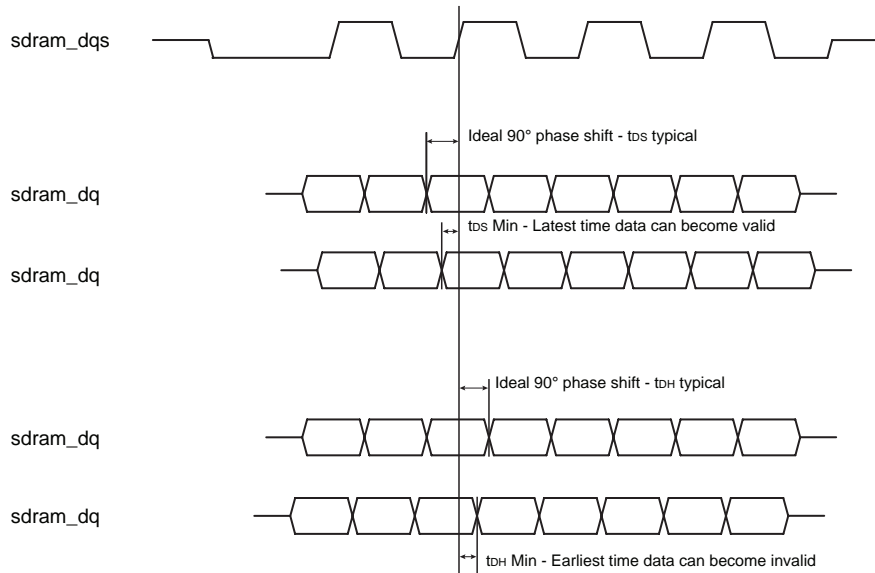 sdram_dqs
Ideal 90° phase shift - tDS typical
sdram_dq
tDS Min - Latest time data can become valid
sdram_dq
Ideal 90° phase shift - tDH typical
sdram_dq
sdram_dq
tDH Min - Earliest time data can become invalid